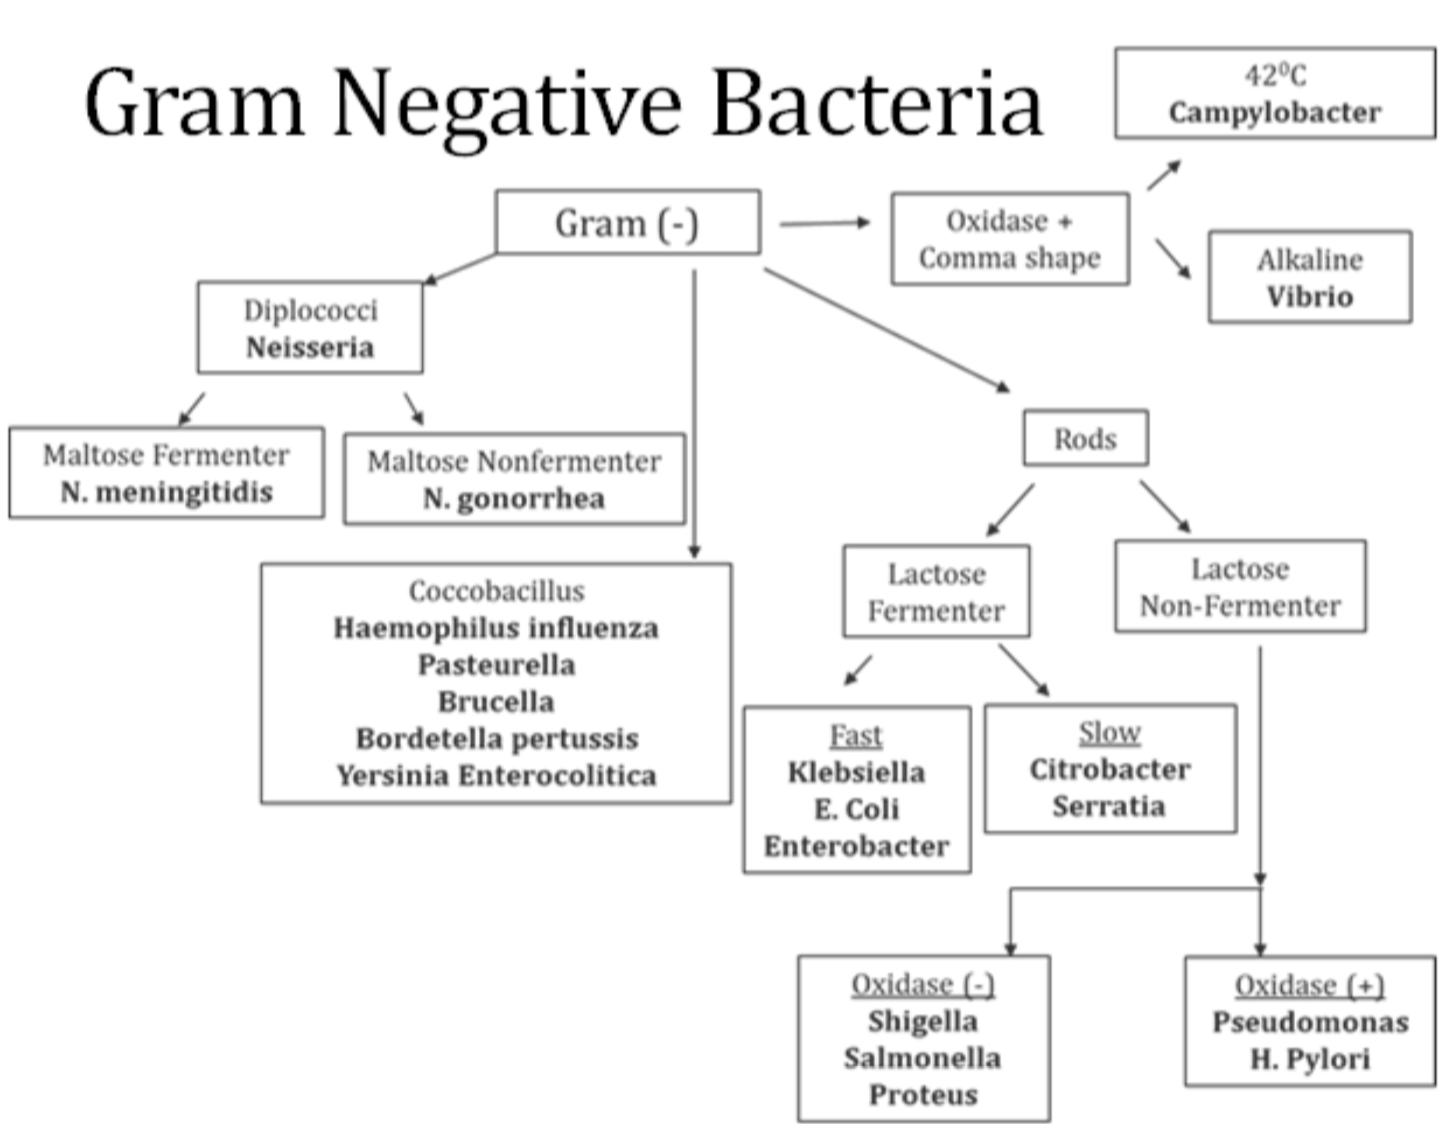 Gram Negative Bacteria
42⁰C
Campylobacter
Gram (-)
Oxidase +
Comma shape
Alkaline
Vibrio
Diplococci
Neisseria
Maltose Fermenter
N. meningitidis
Maltose Nonfermenter
N. gonorrhea
Rods
Coccobacillus
Haemophilus influenza
Pasteurella
Brucella
Bordetella pertussis
Yersinia Enterocolitica
Lactose
Fermenter
Lactose
Non-Fermenter
Fast
Klebsiella
E. Coli
Enterobacter
Slow
Citrobacter
Serratia
Oxidase (-)
Shigella
Salmonella
Proteus
Oxidase (+)
Pseudomonas
H. Pylori